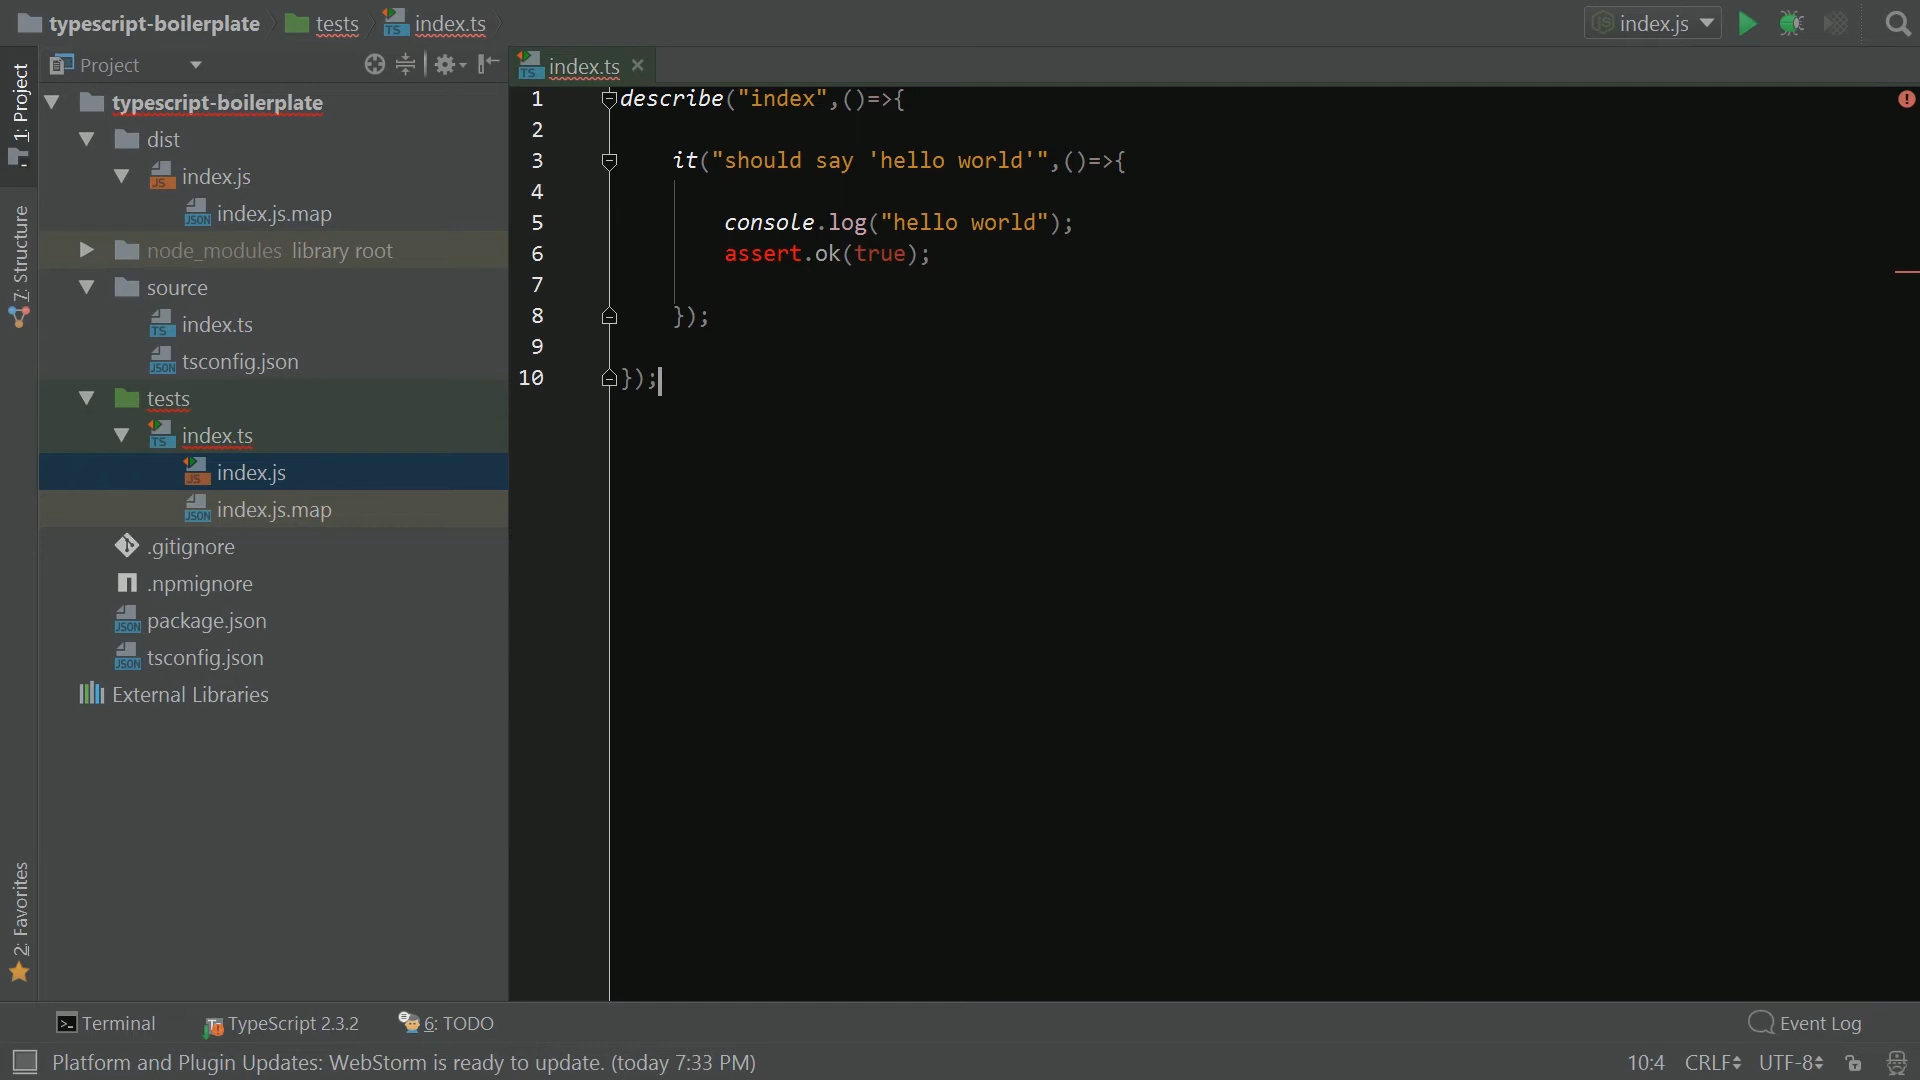 typescript-boilerplate tests index.ts index.js
1: Project
Project
index.ts
typescript-boilerplate
dist
index.js
index.js.map
node_modules library root
source
index.ts
tsconfig.json
tests
index.ts
index.js
index.js.map
.gitignore
.npmignore
package.json
tsconfig.json
External Libraries
7: Structure
2: Favorites
1 describe("index",()=>{
2
3 it("should say 'hello world'",()=>{
4
5 console.log("hello world");
6 assert.ok(true);
7
8 });
9
10 });
Terminal TypeScript 2.3.2 6: TODO Event Log
Platform and Plugin Updates: WebStorm is ready to update. (today 7:33 PM) 10:4 CRLF UTF-8